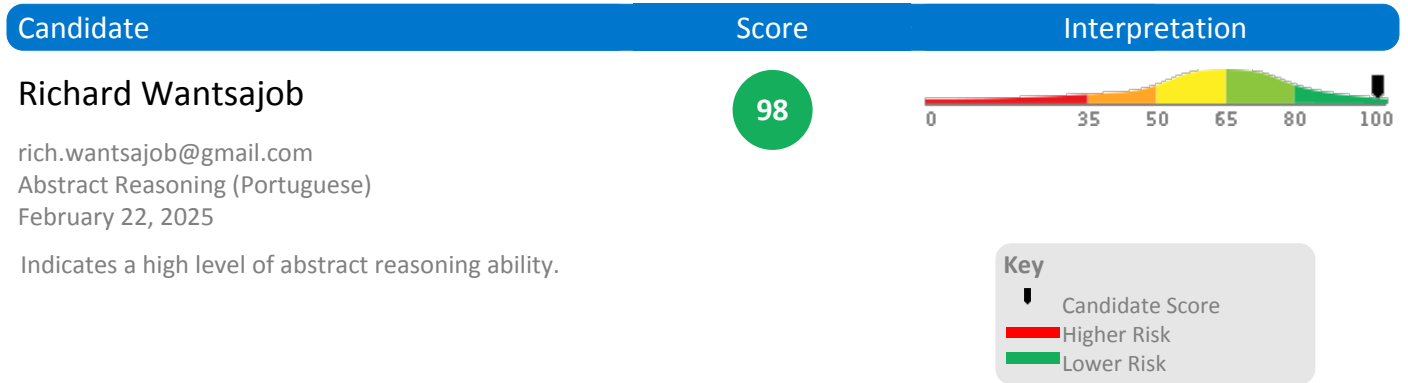 Candidate Score Interpretation
Richard Wantsajob
98
0 35 50 65 80 100
rich.wantsajob@gmail.com
Abstract Reasoning (Portuguese)
February 22, 2025
Indicates a high level of abstract reasoning ability.
Key
Candidate Score
Higher Risk
Lower Risk